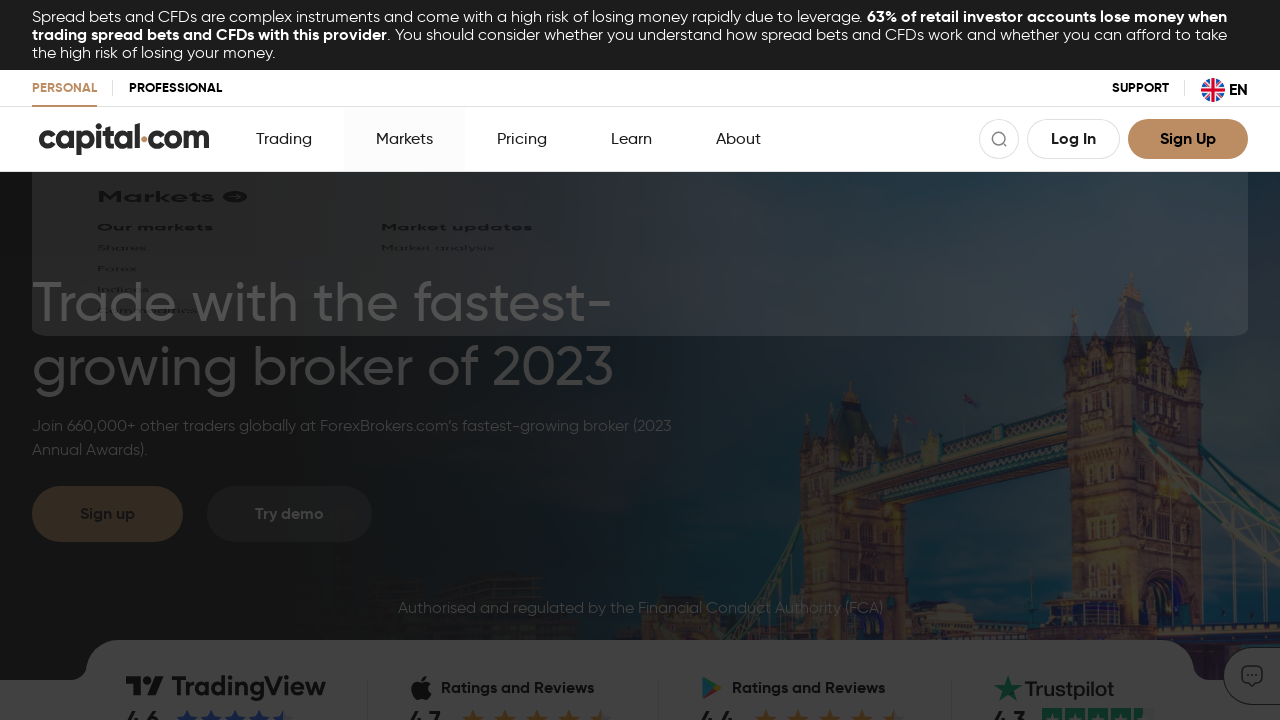 Spread bets and CFDs are complex instruments and come with a high risk of losing money rapidly due to leverage. 63% of retail investor accounts lose money when
trading spread bets and CFDs with this provider. You should consider whether you understand how spread bets and CFDs work and whether you can afford to take
the high risk of losing your money.
PERSONAL PROFESSIONAL SUPPORT EN
capital.com Trading Markets Pricing Learn About Log In Sign Up
Markets
Our markets Market updates
Shares Market analysis
Forex
Indices
Trade with the fastest-
growing broker of 2023
Join 660,000+ other traders globally at ForexBrokers.com's fastest-growing broker (2023
Annual Awards).
Sign up Try demo
Authorised and regulated by the Financial Conduct Authority (FCA)
TradingView Ratings and Reviews Ratings and Reviews Trustpilot
4.6 4.7 4.4 4.3